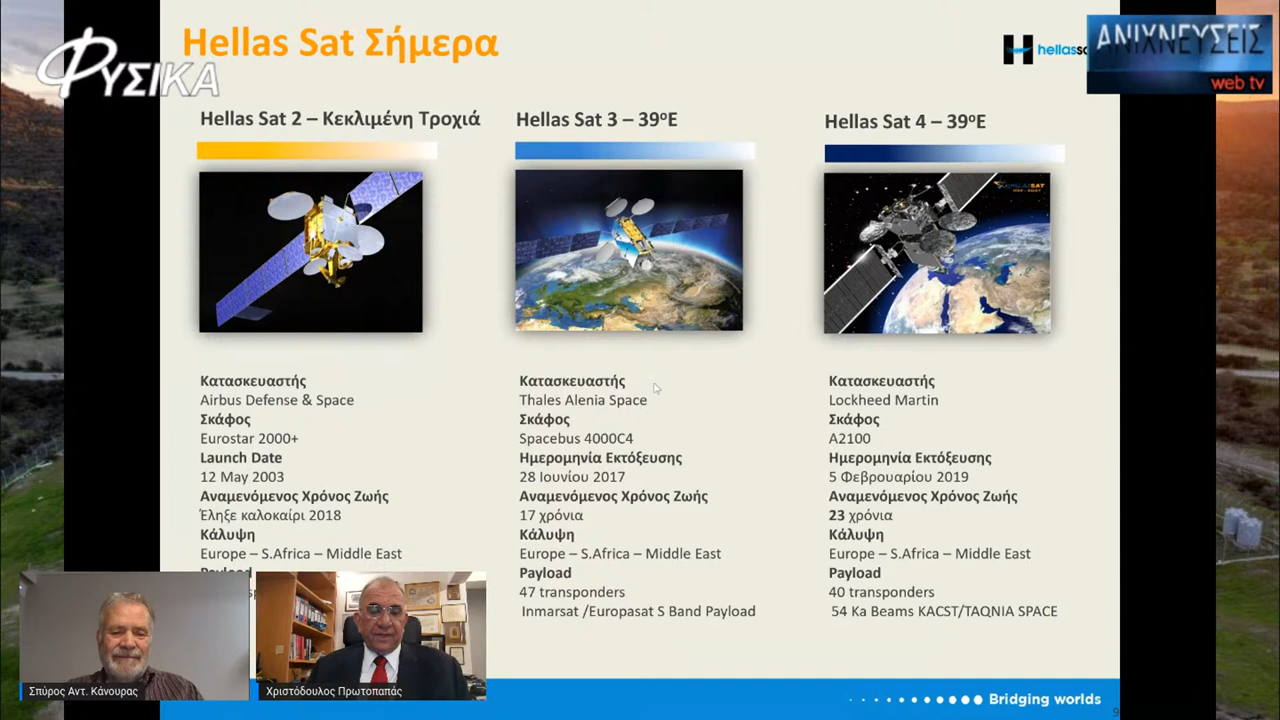 Hellas Sat Σήμερα
ΦΥΣΙΚΑ
hellassa
ΑΝΙΧΝΕΥΣΕΙΣ
web tv
Hellas Sat 2 – Κεκλιμένη Τροχιά
Hellas Sat 3 – 39ºE
Hellas Sat 4 – 39ºE
Κατασκευαστής
Airbus Defense & Space
Σκάφος
Eurostar 2000+
Launch Date
12 May 2003
Αναμενόμενος Χρόνος Ζωής
Έληξε καλοκαίρι 2018
Κάλυψη
Europe – S.Africa – Middle East
Κατασκευαστής
Thales Alenia Space
Σκάφος
Spacebus 4000C4
Ημερομηνία Εκτόξευσης
28 Ιουνίου 2017
Αναμενόμενος Χρόνος Ζωής
17 χρόνια
Κάλυψη
Europe – S.Africa – Middle East
Payload
47 transponders
Inmarsat /Europasat S Band Payload
Κατασκευαστής
Lockheed Martin
Σκάφος
A2100
Ημερομηνία Εκτόξευσης
5 Φεβρουαρίου 2019
Αναμενόμενος Χρόνος Ζωής
23 χρόνια
Κάλυψη
Europe – S.Africa – Middle East
Payload
40 transponders
54 Ka Beams KACST/TAQNIA SPACE
Σπύρος Αντ. Κάνουρας
Χριστόδουλος Πρωτοπαπάς
Bridging worlds
9